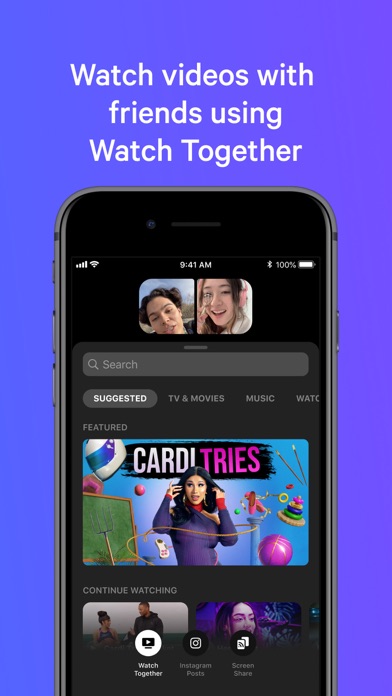 Watch videos with
friends using
Watch Together
9:41 AM
100%
Search
SUGGESTED TV & MOVIES MUSIC WATC
FEATURED
CARDI TRIES
CONTINUE WATCHING
Watch Together
Instagram Posts
Screen Share